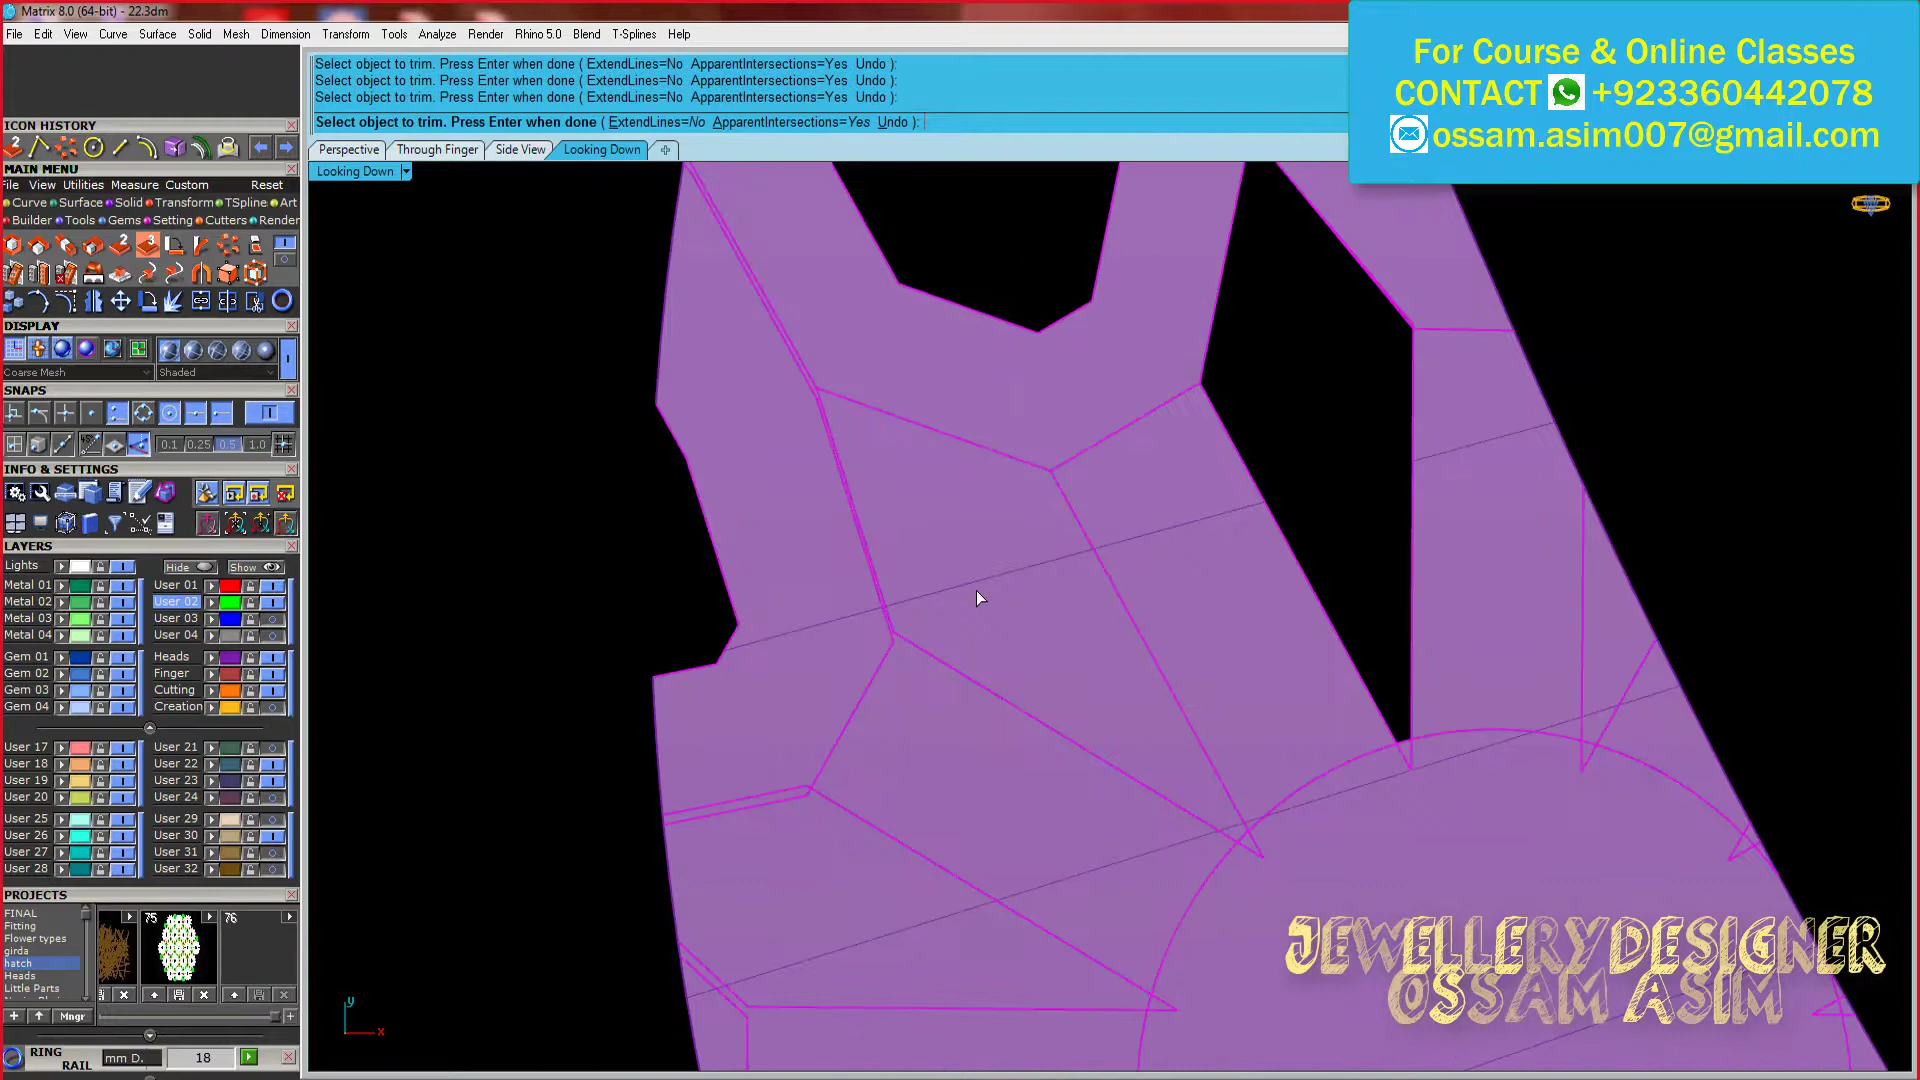 Matrix 8.0 (64-bit) - 22.3dm
File Edit View Curve Surface Solid Mesh Dimension Transform Tools Analyze Render Rhino 5.0 Blend T-Splines Help
For Course & Online Classes
CONTACT +923360442078
ossam.asim007@gmail.com
Select object to trim. Press Enter when done ( ExtendLines=No ApparentIntersections=Yes Undo ):
Select object to trim. Press Enter when done ( ExtendLines=No ApparentIntersections=Yes Undo ):
Select object to trim. Press Enter when done ( ExtendLines=No ApparentIntersections=Yes Undo ):
Select object to trim. Press Enter when done ( ExtendLines=No ApparentIntersections=Yes Undo ):
Perspective Through Finger Side View Looking Down
Looking Down
ICON HISTORY
MAIN MENU
File View Utilities Measure Custom Reset
Curve Surface Solid Transform TSpline Art
Builder Tools Gems Setting Cutters Render
DISPLAY
Coarse Mesh Shaded
SNAPS
0.1 0.25 0.5 1.0
INFO & SETTINGS
LAYERS
Lights Hide Show
Metal 01 User 01
Metal 02 User 02
Metal 03 User 03
Metal 04 User 04
Gem 01 Heads
Gem 02 Finger
Gem 03 Cutting
Gem 04 Creation
User 17 User 21
User 18 User 22
User 19 User 23
User 20 User 24
User 25 User 29
User 26 User 30
User 27 User 31
User 28 User 32
PROJECTS
FINAL
Fitting
Flower types
girda
hatch
Heads
Little Parts
75 76
Mngr
RING RAIL mm D. 18
y
x
JEWELLERYDESIGNER
OSSAM ASIM